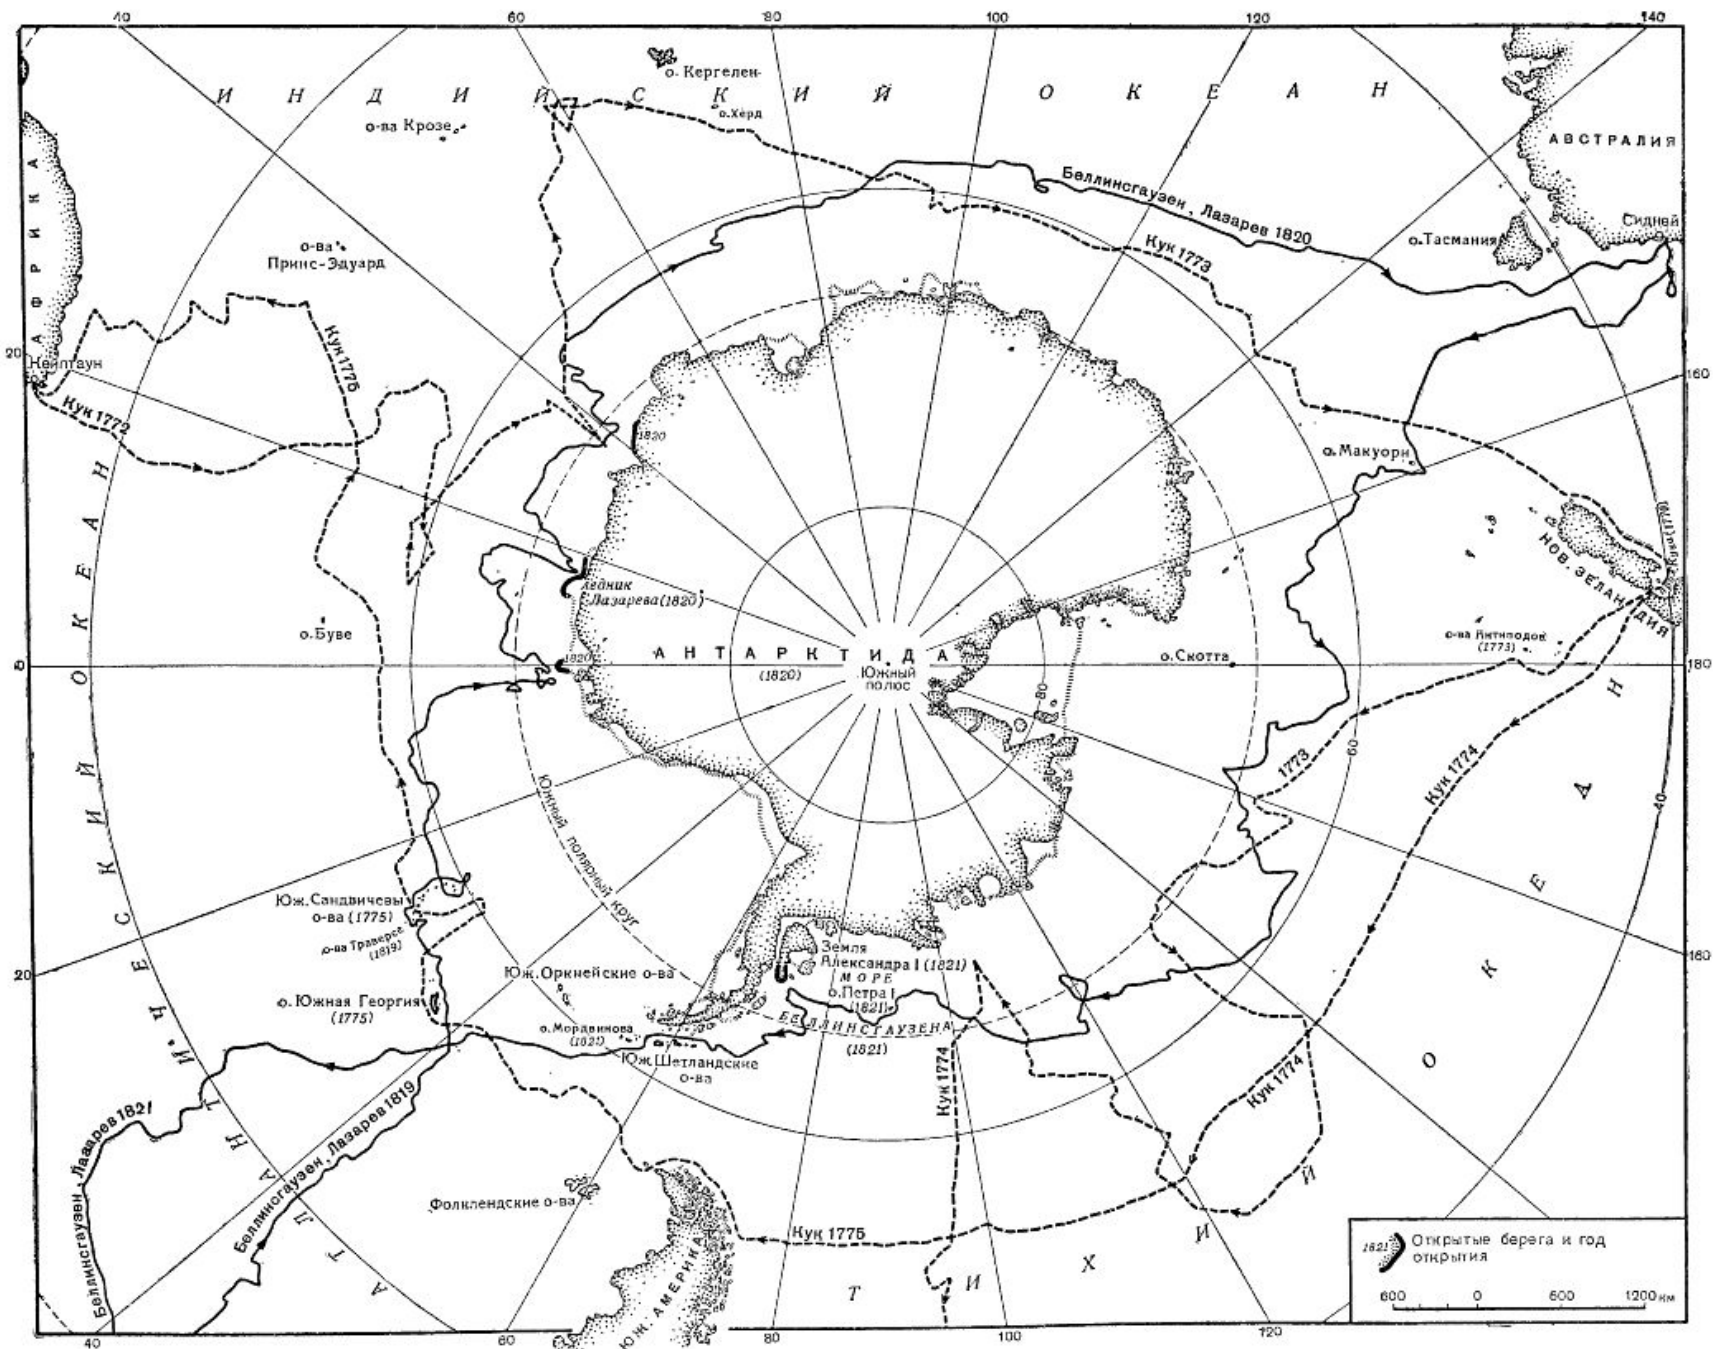 40
60
80
100
120
140
о. Кергелен
ИНДИЙСКИЙ ОКЕАН
о. Хёрд
о-ва Крозе
АВСТРАЛИЯ
АФРИКА
Беллинсгаузен, Лазарев 1820
Сидней
о-ва
Принс-Эдуард
о. Тасмания
Кук 1773
20
Кейптаун
Кук 1775
160
Кук 1772
1820
о. Макуори
НОВ. ЗЕЛАНДИЯ
ледник
Лазарева (1820)
о. Буве
о-ва Антиподов
(1773)
0
1820
АНТАРКТИДА
(1820)
Южный
полюс
о. Скотта
180
80
60
40
1773
Кук 1774
Южный полярный круг
Юж. Сандвичевы
о-ва (1775)
о-ва Траверсе
(1819)
Земля
Александра I (1821)
МОРЕ
БЕЛЛИНСГАУЗЕНА
(1821)
о. Петра I
(1821)
20
160
Юж. Оркнейские о-ва
о. Южная Георгия
(1775)
о. Мордвинова
(1821)
Юж. Шетландские
о-ва
Кук 1774
Кук 1774
Беллинсгаузен, Лазарев 1821
Беллинсгаузен, Лазарев 1819
АТЛАНТИЧЕСКИЙ ОКЕАН
Фолклендские о-ва
Кук 1775
ЮЖ. АМЕРИКА
ТИХИЙ ОКЕАН
1821
Открытые берега и год
открытия
600
0
600
1200 км
40
60
80
100
120